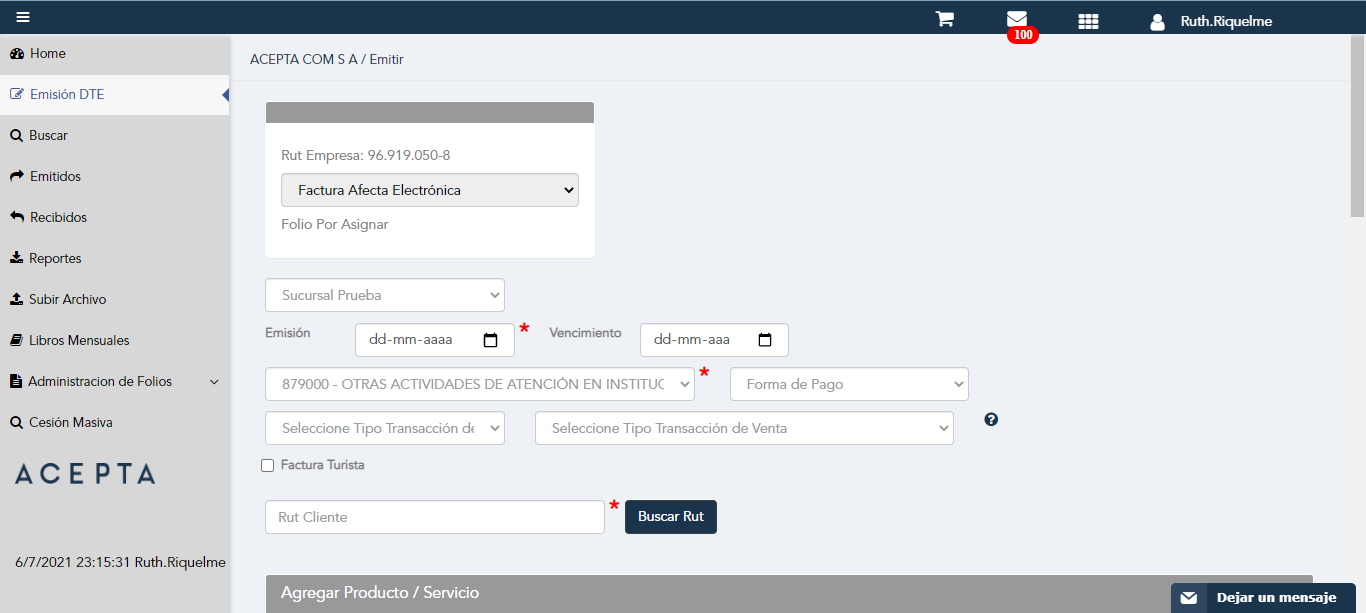 Ruth.Riquelme
100
Home
ACEPTA COM S A / Emitir
Emisión DTE
Buscar
Emitidos
Recibidos
Reportes
Subir Archivo
Libros Mensuales
Administracion de Folios
Cesión Masiva
ACEPTA
6/7/2021 23:15:31 Ruth.Riquelme
Rut Empresa: 96.919.050-8
Factura Afecta Electrónica
Folio Por Asignar
Sucursal Prueba
Emisión dd-mm-aaaa * Vencimiento dd-mm-aaa
879000 - OTRAS ACTIVIDADES DE ATENCIÓN EN INSTITUC * Forma de Pago
Seleccione Tipo Transacción de Seleccione Tipo Transacción de Venta ?
Factura Turista
Rut Cliente * Buscar Rut
Agregar Producto / Servicio
Dejar un mensaje